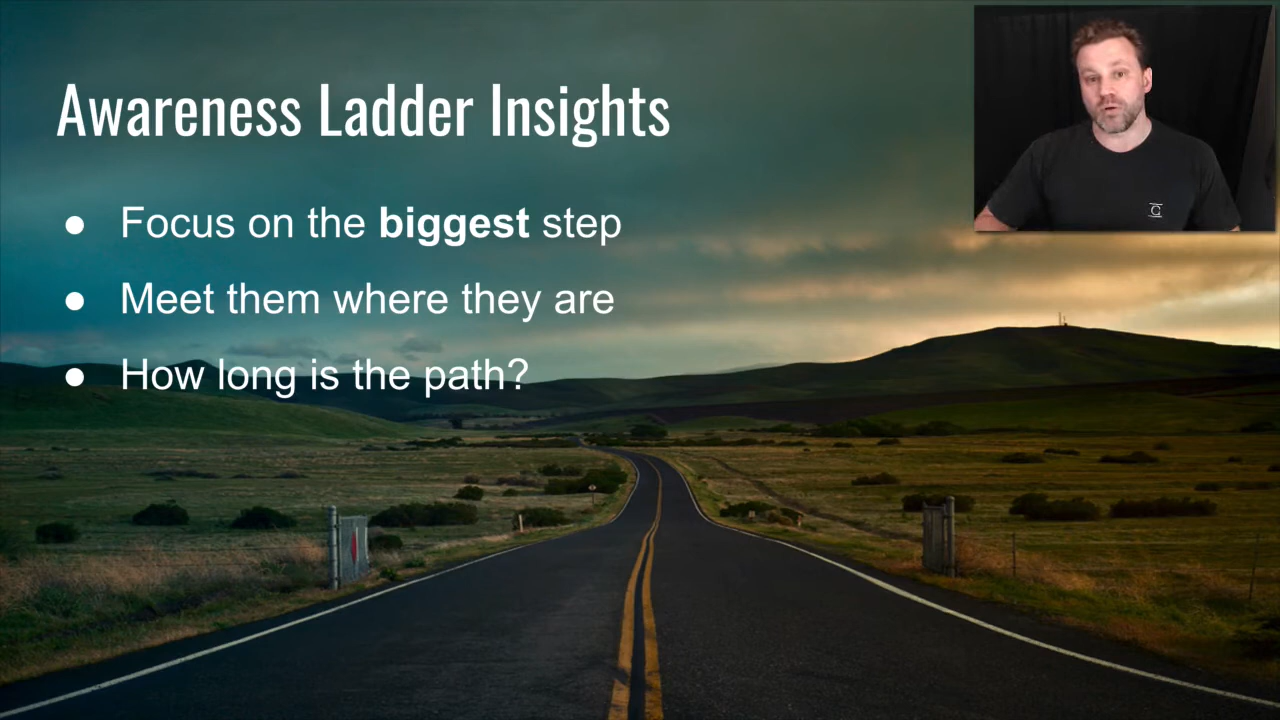 Awareness Ladder Insights
● Focus on the biggest step
● Meet them where they are
● How long is the path?